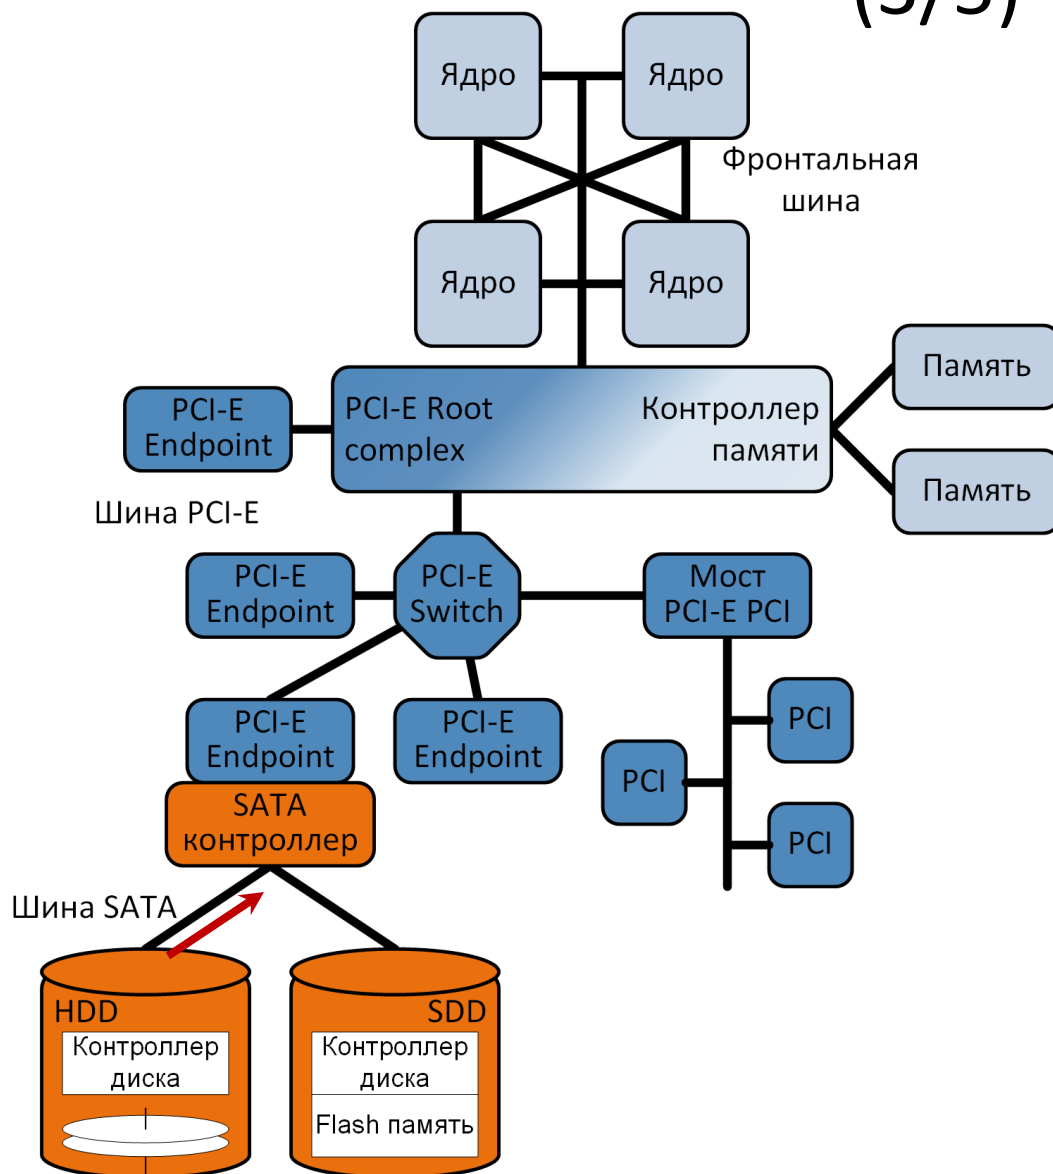 Ядро
Ядро
Фронтальная
шина
Ядро
Ядро
Память
PCI-E
Endpoint
PCI-E Root
complex
Контроллер
памяти
Память
Шина PCI-E
PCI-E
Endpoint
PCI-E
Switch
Мост
PCI-E PCI
PCI-E
Endpoint
PCI-E
Endpoint
PCI
PCI
PCI
SATA
контроллер
Шина SATA
HDD
Контроллер
диска
SDD
Контроллер
диска
Flash память